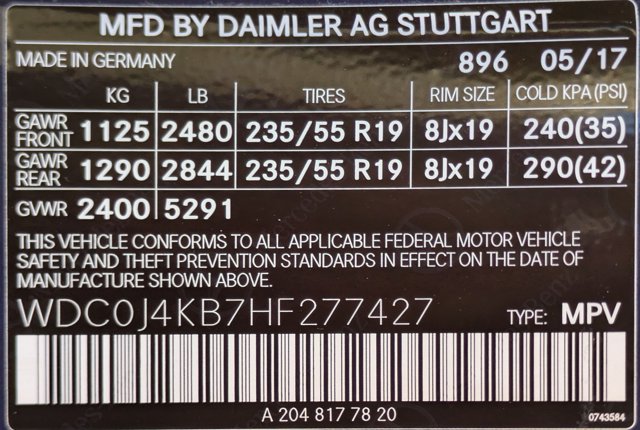 MFD BY DAIMLER AG STUTTGART
MADE IN GERMANY 896 05/17
KG LB TIRES RIM SIZE COLD KPA (PSI)
GAWR FRONT 1125 2480 235/55 R19 8Jx19 240(35)
GAWR REAR 1290 2844 235/55 R19 8Jx19 290(42)
GVWR 2400 5291
THIS VEHICLE CONFORMS TO ALL APPLICABLE FEDERAL MOTOR VEHICLE
SAFETY AND THEFT PREVENTION STANDARDS IN EFFECT ON THE DATE OF
MANUFACTURE SHOWN ABOVE.
WDC0J4KB7HF277427 TYPE: MPV
A 204 817 78 20 0743584